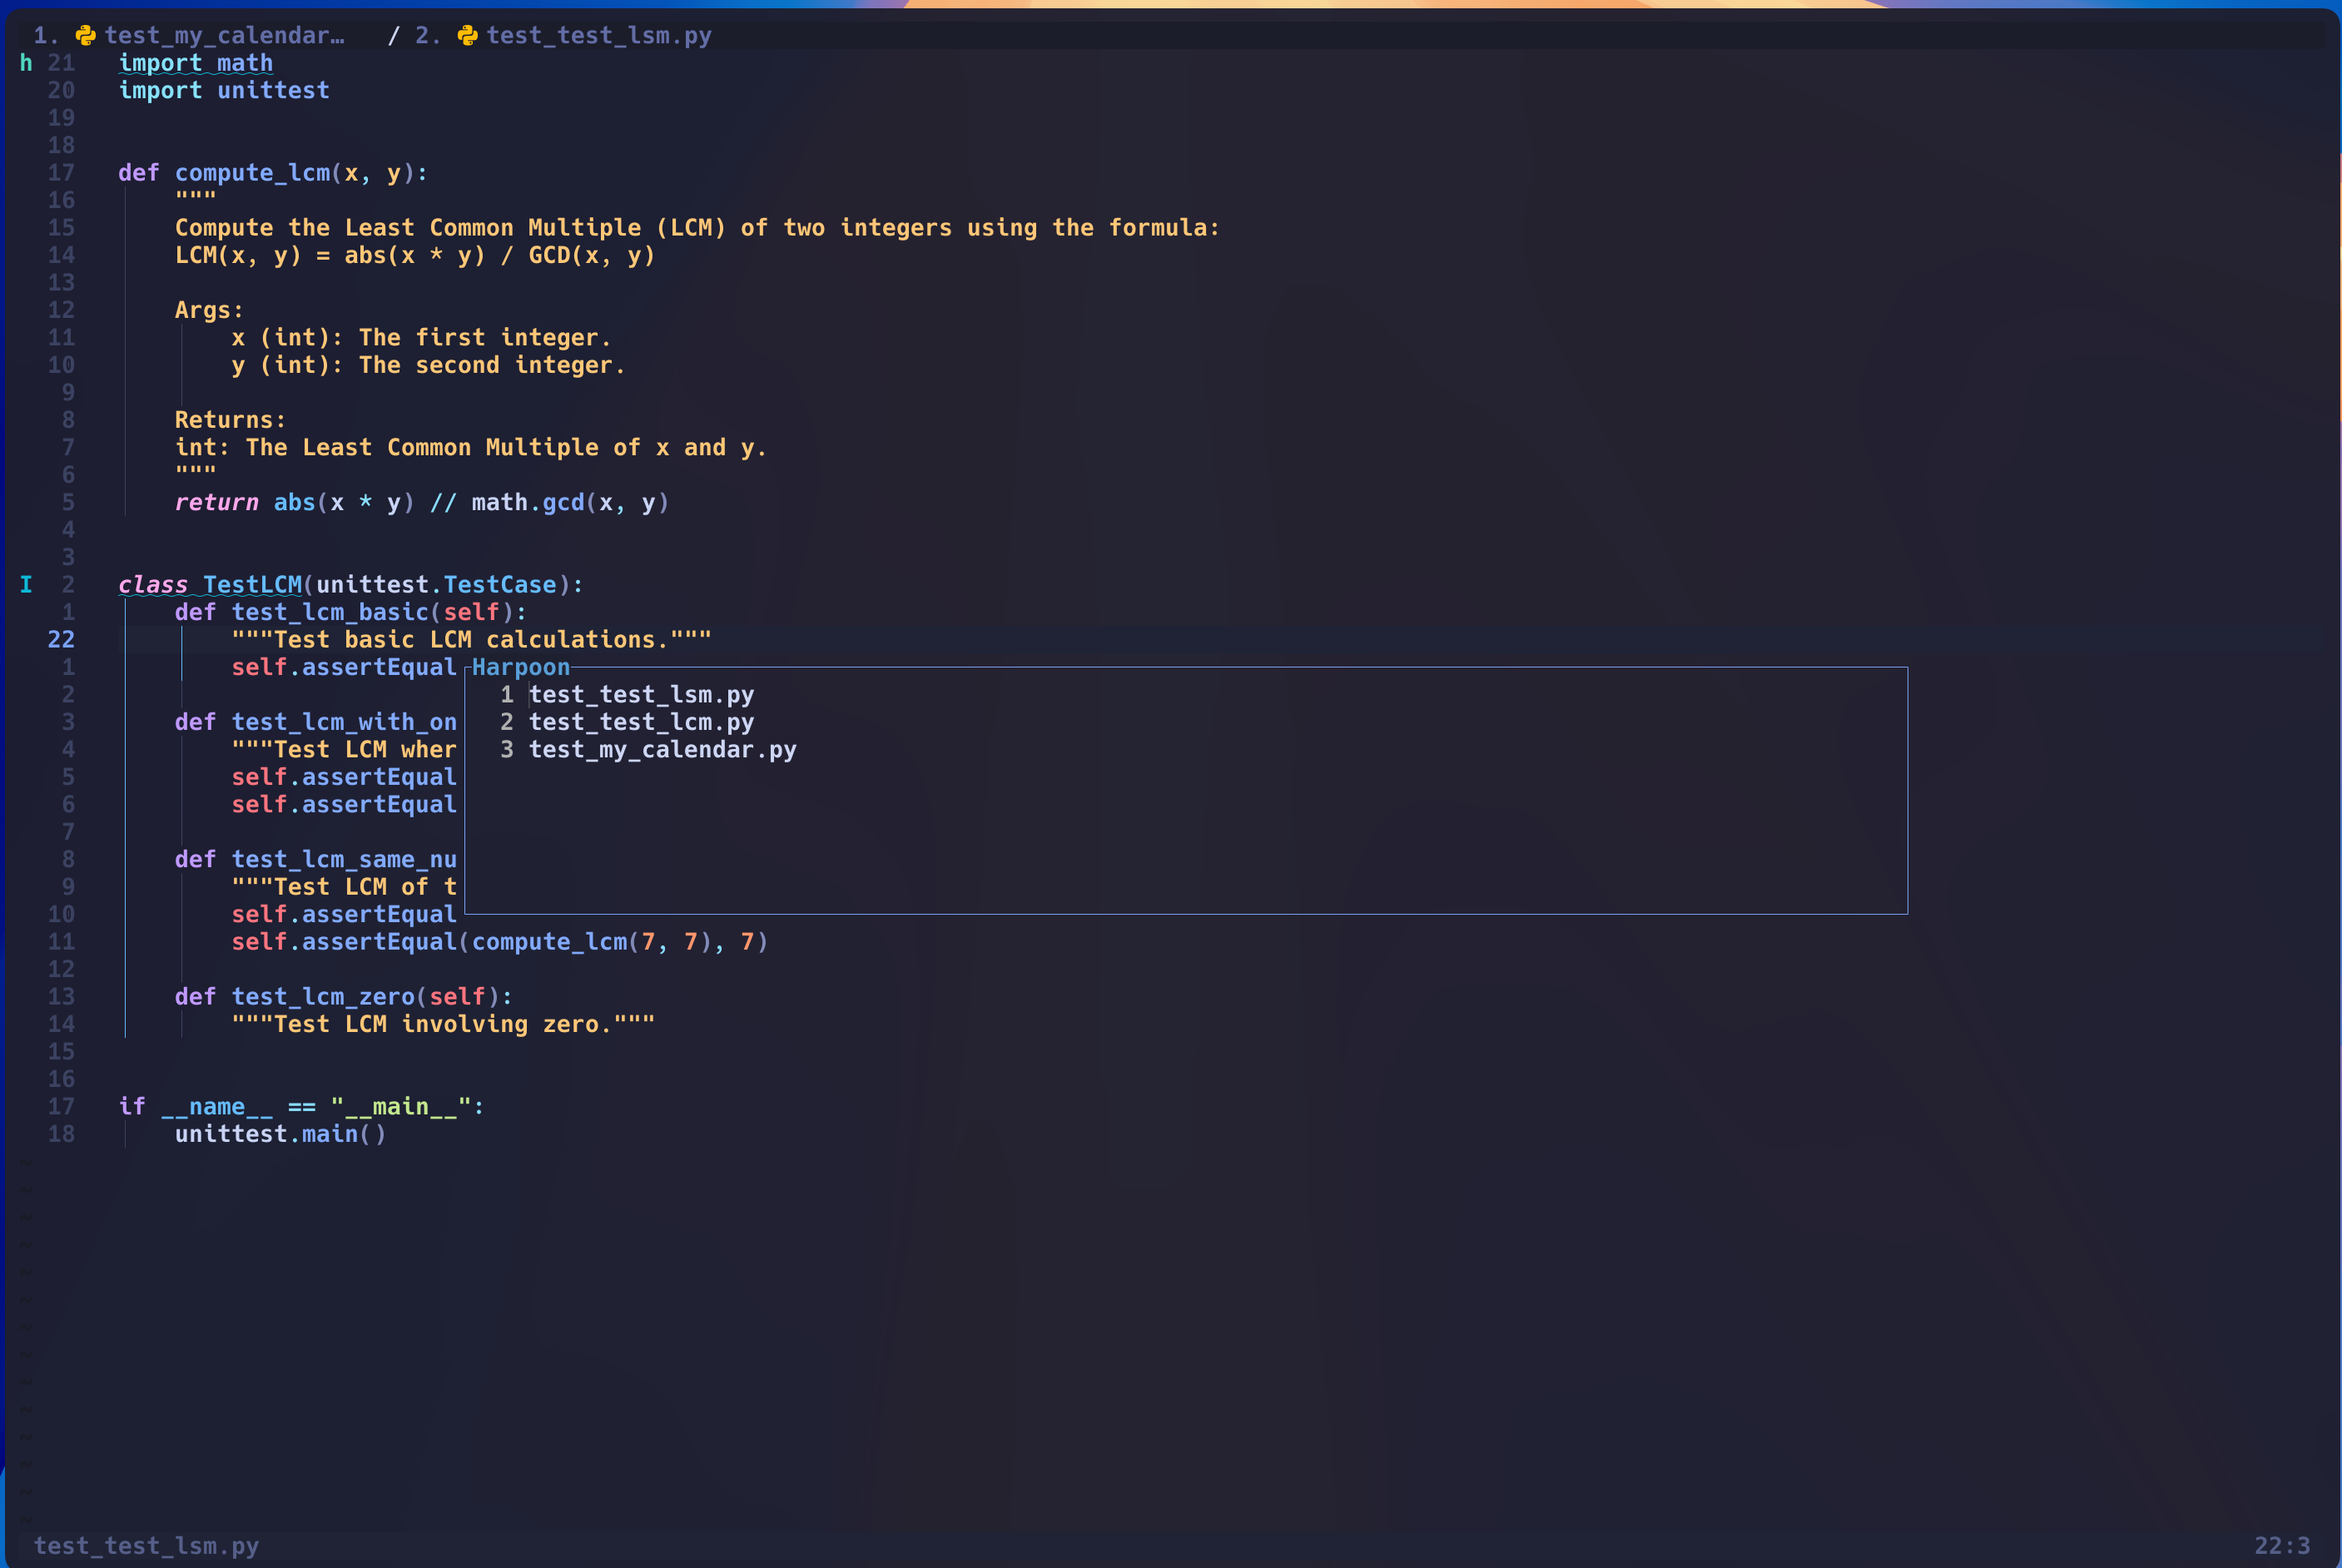 1. test_my_calendar… / 2. test_test_lsm.py
h 21 import math
20 import unittest
19
18
17 def compute_lcm(x, y):
16 """
15 Compute the Least Common Multiple (LCM) of two integers using the formula:
14 LCM(x, y) = abs(x * y) / GCD(x, y)
13
12 Args:
11 x (int): The first integer.
10 y (int): The second integer.
9
8 Returns:
7 int: The Least Common Multiple of x and y.
6 """
5 return abs(x * y) // math.gcd(x, y)
4
3
I 2 class TestLCM(unittest.TestCase):
1 def test_lcm_basic(self):
22 """Test basic LCM calculations."""
1 self.assertEqual Harpoon
2 1 test_test_lsm.py
3 def test_lcm_with_on 2 test_test_lcm.py
4 """Test LCM wher 3 test_my_calendar.py
5 self.assertEqual
6 self.assertEqual
7
8 def test_lcm_same_nu
9 """Test LCM of t
10 self.assertEqual
11 self.assertEqual(compute_lcm(7, 7), 7)
12
13 def test_lcm_zero(self):
14 """Test LCM involving zero."""
15
16
17 if __name__ == "__main__":
18 unittest.main()
~
~
~
~
~
~
~
~
~
~
~
~
~
~
test_test_lsm.py 22:3